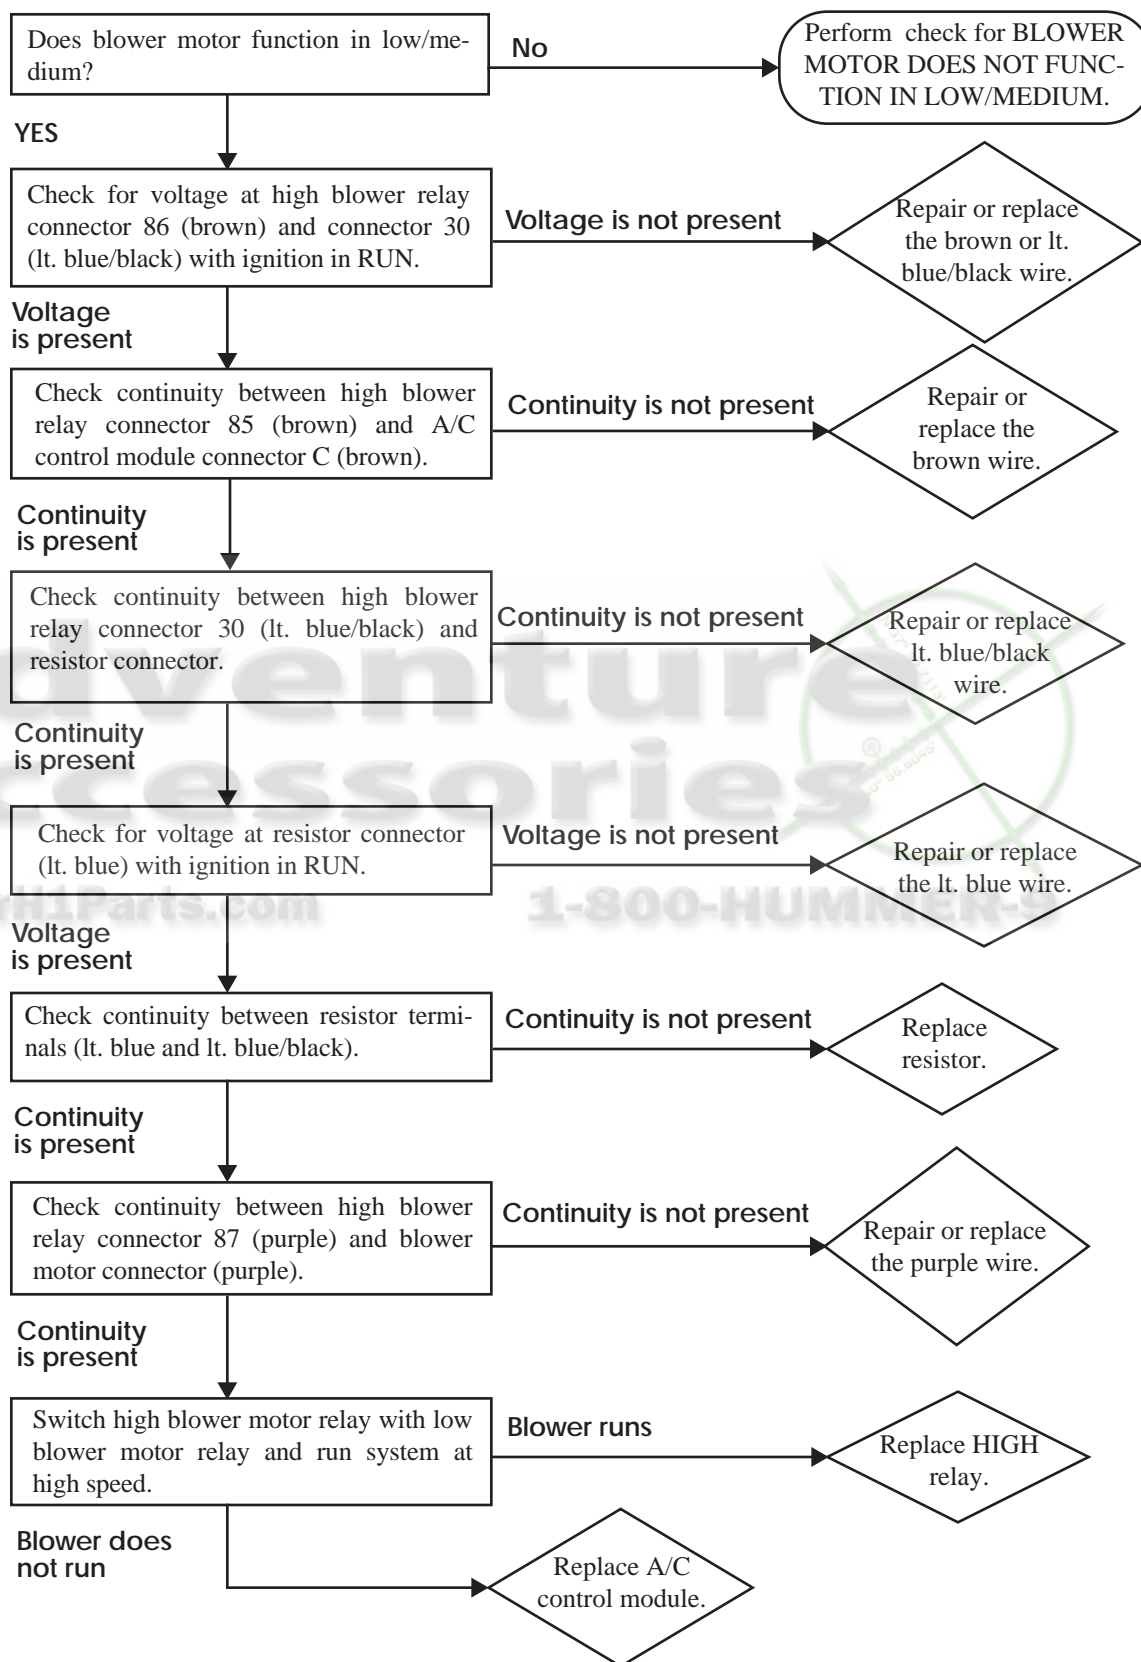 Does blower motor function in low/me-
dium?
No
Perform check for BLOWER
MOTOR DOES NOT FUNC-
TION IN LOW/MEDIUM.
YES
Check for voltage at high blower relay
connector 86 (brown) and connector 30
(lt. blue/black) with ignition in RUN.
Voltage is not present
Repair or replace
the brown or lt.
blue/black wire.
Voltage
is present
Check continuity between high blower
relay connector 85 (brown) and A/C
control module connector C (brown).
Continuity is not present
Repair or
replace the
brown wire.
Continuity
is present
Check continuity between high blower
relay connector 30 (lt. blue/black) and
resistor connector.
Continuity is not present
Repair or replace
lt. blue/black
wire.
dventure
Continuity
is present
ccessories
®
Check for voltage at resistor connector
(lt. blue) with ignition in RUN.
Voltage is not present
Repair or replace
the lt. blue wire.
rH1Parts.com
1-800-HUMMER-9
Voltage
is present
Check continuity between resistor termi-
nals (lt. blue and lt. blue/black).
Continuity is not present
Replace
resistor.
Continuity
is present
Check continuity between high blower
relay connector 87 (purple) and blower
motor connector (purple).
Continuity is not present
Repair or replace
the purple wire.
Continuity
is present
Switch high blower motor relay with low
blower motor relay and run system at
high speed.
Blower runs
Replace HIGH
relay.
Blower does
not run
Replace A/C
control module.